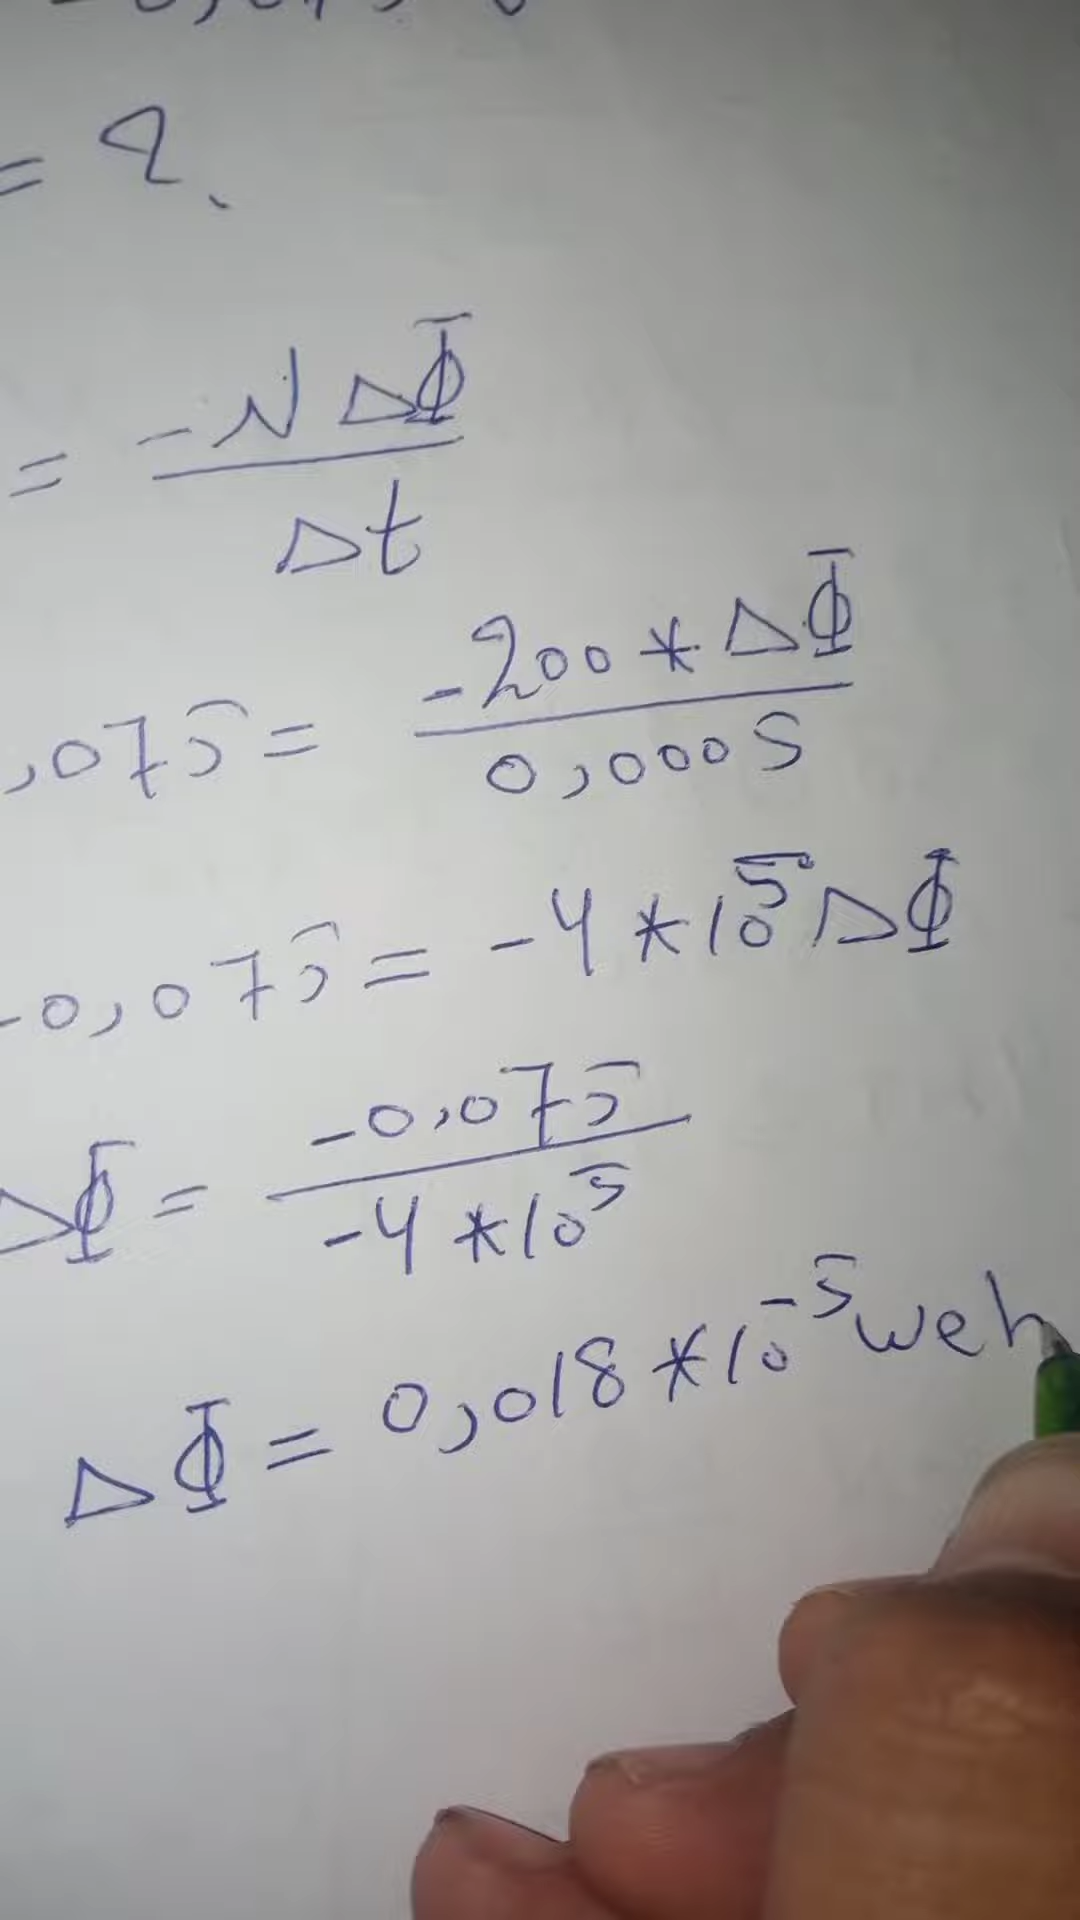 = ?
= -N ΔΦ / Δt
,075 = -200 * ΔΦ / 0,0005
-0,075 = -4 * 10⁵ ΔΦ
ΔΦ = -0,075 / -4 * 10⁵
ΔΦ = 0,018 * 10⁻⁵ web